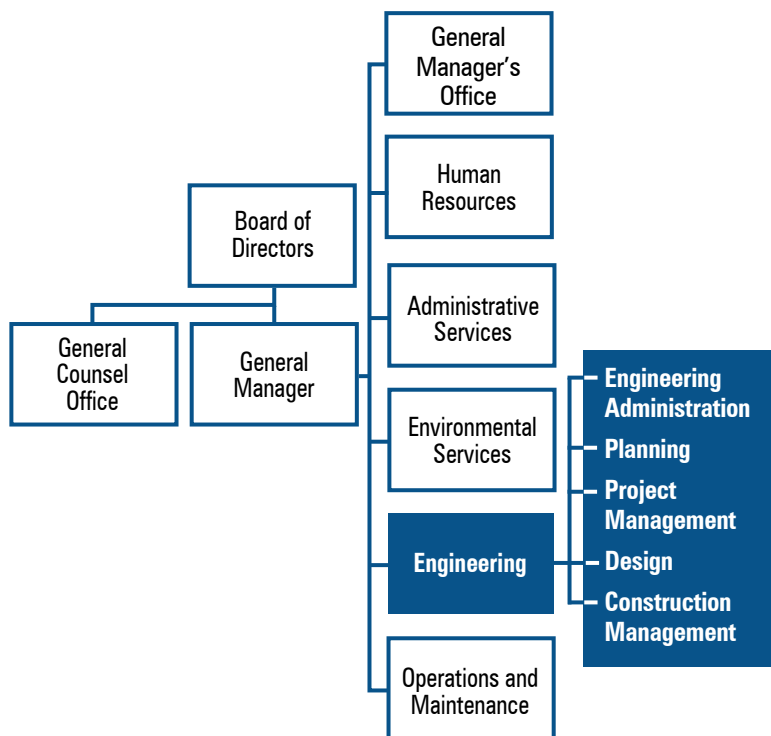 General
Manager’s
Office
Human
Resources
Board of
Directors
Administrative
Services
General
Counsel
Office
General
Manager
Environmental
Services
Engineering
Engineering
Administration
Planning
Project
Management
Design
Construction
Management
Operations and
Maintenance